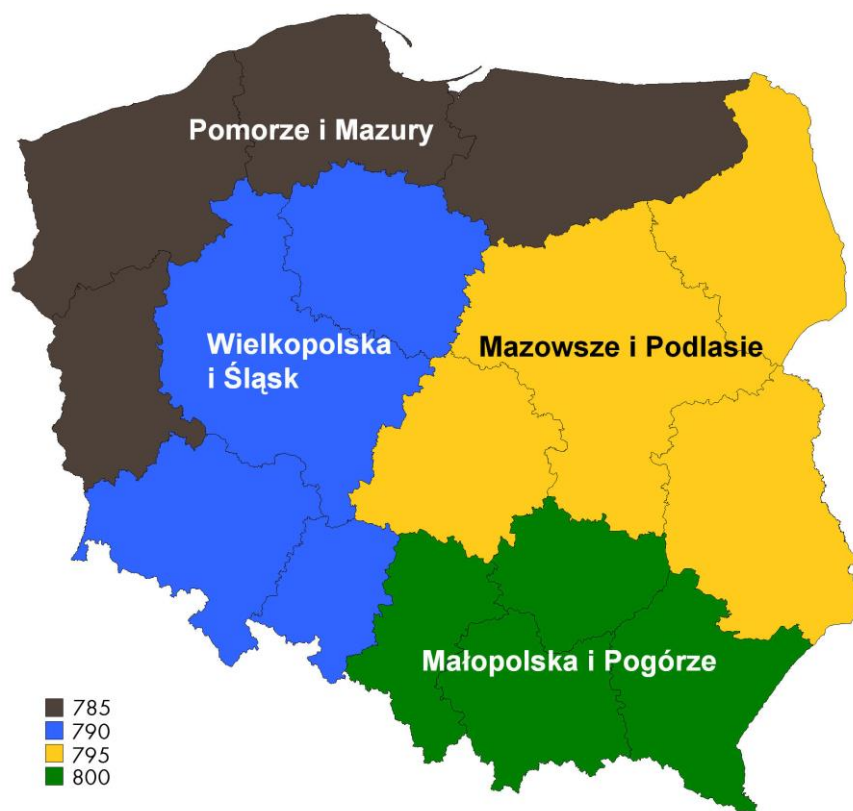 Pomorze i Mazury
Wielkopolska
i Śląsk
Mazowsze i Podlasie
Małopolska i Pogórze
785
790
795
800